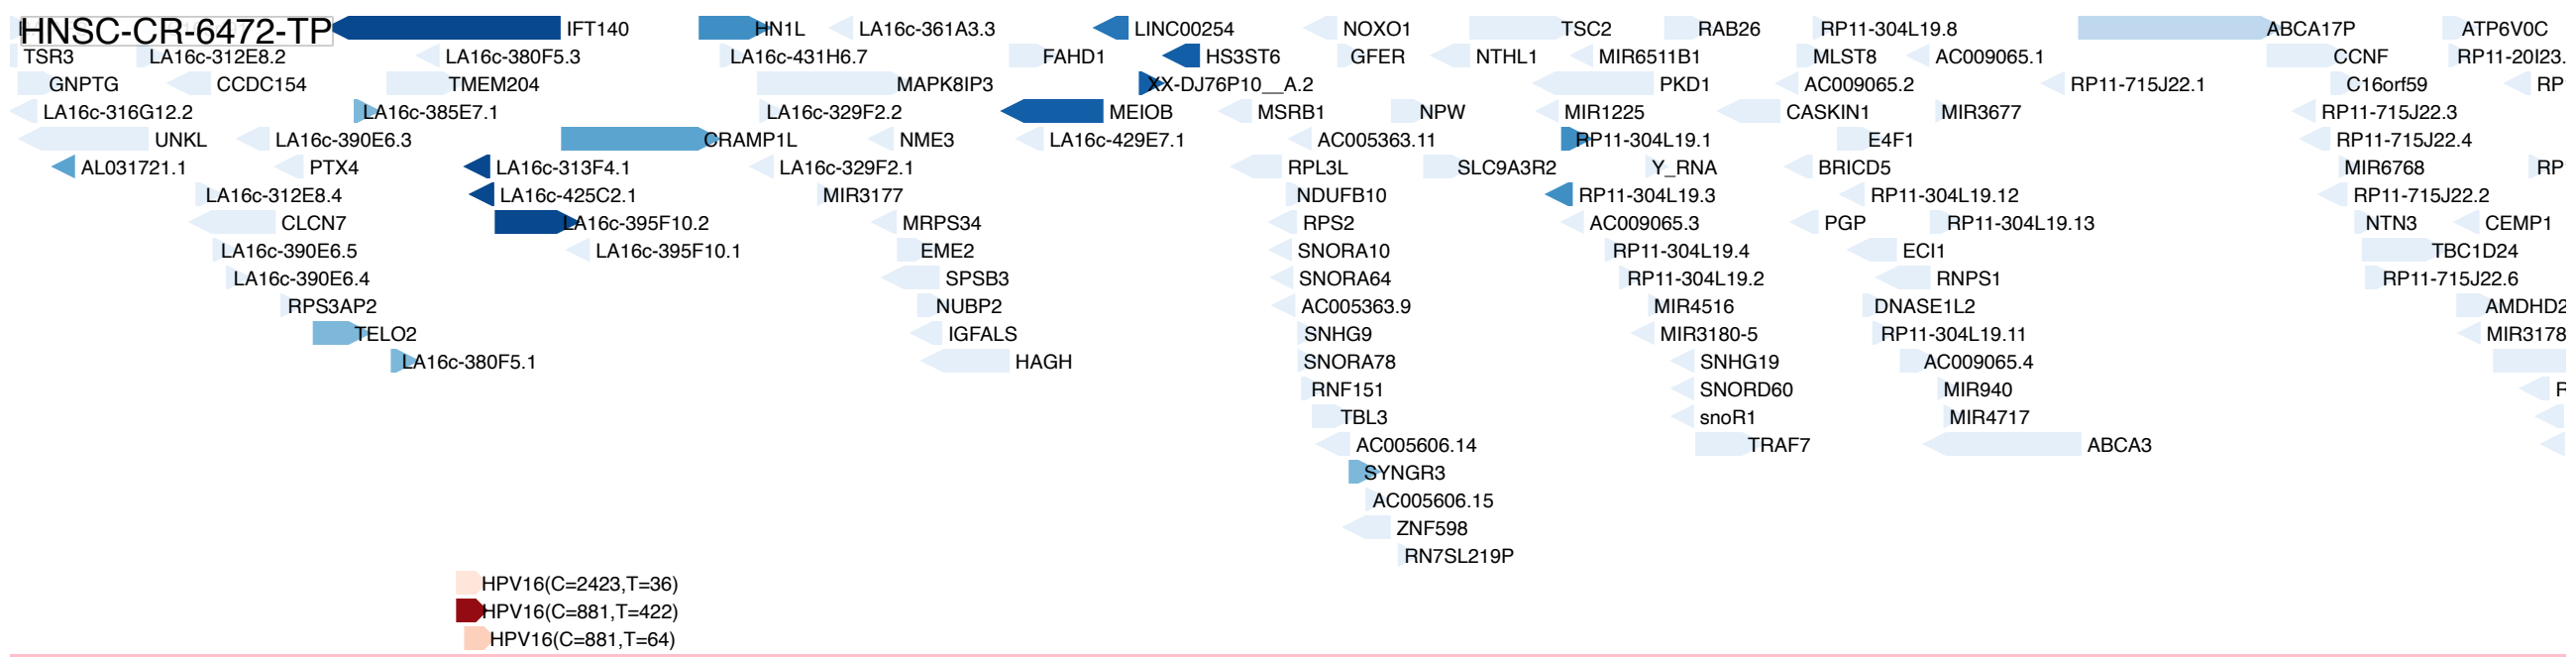 HNSC-CR-6472-TP IFT140 HN1L LA16c-361A3.3 LINC00254 NOXO1 TSC2 RAB26 RP11-304L19.8 ABCA17P ATP6V0C
TSR3 LA16c-312E8.2 LA16c-380F5.3 LA16c-431H6.7 FAHD1 HS3ST6 GFER NTHL1 MIR6511B1 MLST8 AC009065.1 CCNF RP11-20I23.
GNPTG CCDC154 TMEM204 MAPK8IP3 XX-DJ76P10__A.2 PKD1 AC009065.2 RP11-715J22.1 C16orf59 RP
LA16c-316G12.2 LA16c-385E7.1 LA16c-329F2.2 MEIOB MSRB1 NPW MIR1225 CASKIN1 MIR3677 RP11-715J22.3
UNKL LA16c-390E6.3 CRAMP1L NME3 LA16c-429E7.1 AC005363.11 RP11-304L19.1 E4F1 RP11-715J22.4
AL031721.1 PTX4 LA16c-313F4.1 LA16c-329F2.1 RPL3L SLC9A3R2 Y_RNA BRICD5 MIR6768 RP
LA16c-312E8.4 LA16c-425C2.1 MIR3177 NDUFB10 RP11-304L19.3 RP11-304L19.12 RP11-715J22.2
CLCN7 LA16c-395F10.2 MRPS34 RPS2 AC009065.3 PGP RP11-304L19.13 NTN3 CEMP1
LA16c-390E6.5 LA16c-395F10.1 EME2 SNORA10 RP11-304L19.4 ECI1 TBC1D24
LA16c-390E6.4 SPSB3 SNORA64 RP11-304L19.2 RNPS1 RP11-715J22.6
RPS3AP2 NUBP2 AC005363.9 MIR4516 DNASE1L2 AMDHD2
TELO2 IGFALS SNHG9 MIR3180-5 RP11-304L19.11 MIR3178
LA16c-380F5.1 HAGH SNORA78 SNHG19 AC009065.4
RNF151 SNORD60 MIR940
TBL3 snoR1 MIR4717
AC005606.14 TRAF7 ABCA3
SYNGR3
AC005606.15
ZNF598
RN7SL219P
HPV16(C=2423,T=36)
HPV16(C=881,T=422)
HPV16(C=881,T=64)